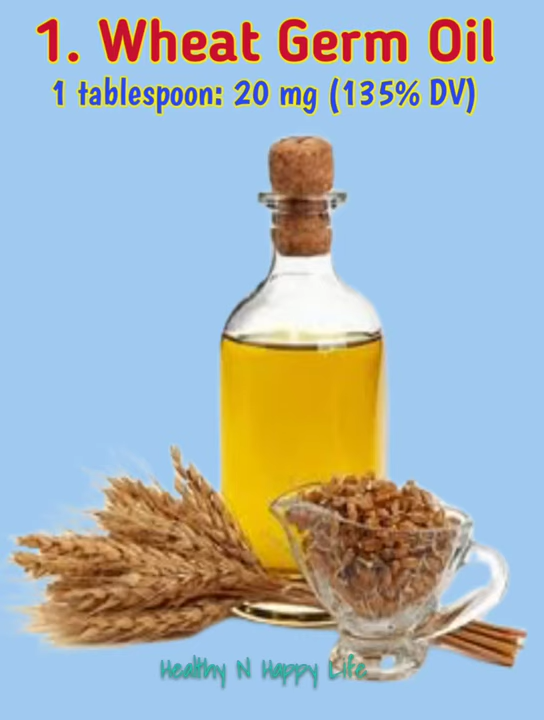 1. Wheat Germ Oil
1 tablespoon: 20 mg (135% DV)
Healthy N Happy Life